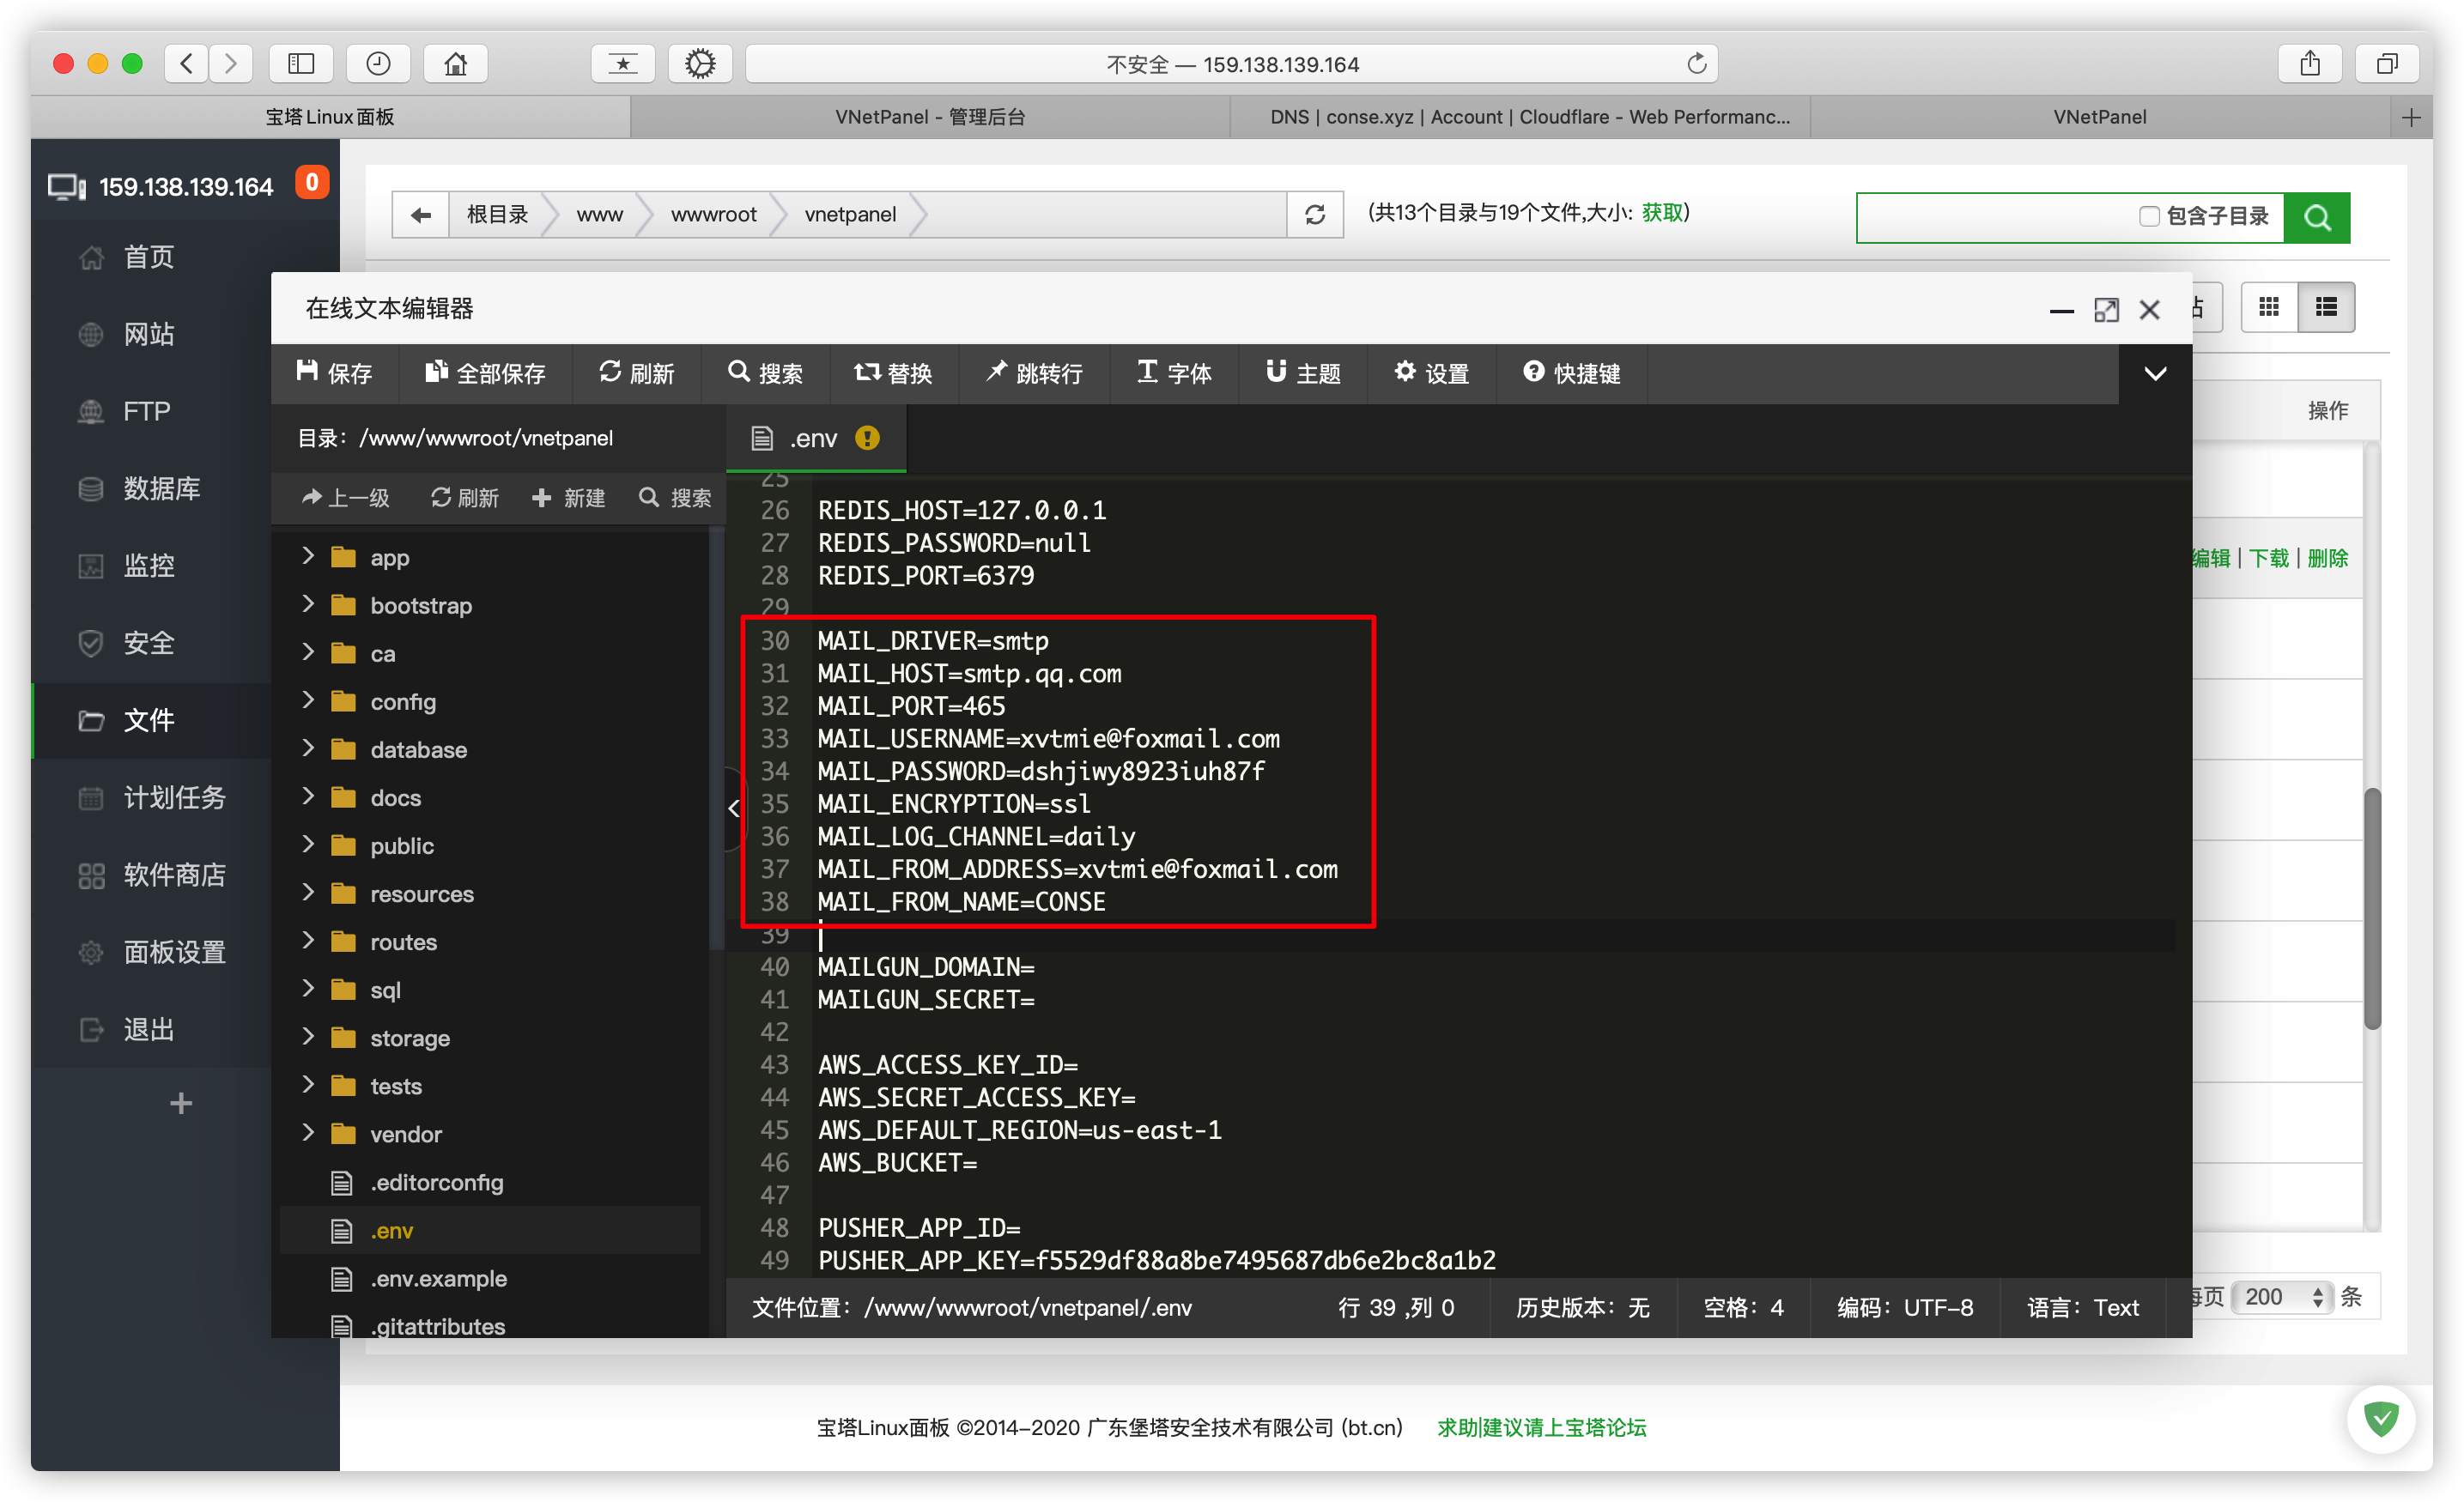 不安全 — 159.138.139.164
宝塔Linux面板
VNetPanel - 管理后台
DNS | conse.xyz | Account | Cloudflare - Web Performanc...
VNetPanel
159.138.139.164
0
首页
网站
FTP
数据库
监控
安全
文件
计划任务
软件商店
面板设置
退出
根目录
www
wwwroot
vnetpanel
(共13个目录与19个文件,大小: 获取)
包含子目录
操作
编辑 | 下载 | 删除
在线文本编辑器
保存
全部保存
刷新
搜索
替换
跳转行
字体
主题
设置
快捷键
目录：/www/wwwroot/vnetpanel
.env
上一级
刷新
新建
搜索
app
bootstrap
ca
config
database
docs
public
resources
routes
sql
storage
tests
vendor
.editorconfig
.env
.env.example
.gitattributes
25
26 REDIS_HOST=127.0.0.1
27 REDIS_PASSWORD=null
28 REDIS_PORT=6379
29
30 MAIL_DRIVER=smtp
31 MAIL_HOST=smtp.qq.com
32 MAIL_PORT=465
33 MAIL_USERNAME=xvtmie@foxmail.com
34 MAIL_PASSWORD=dshjiwy8923iuh87f
35 MAIL_ENCRYPTION=ssl
36 MAIL_LOG_CHANNEL=daily
37 MAIL_FROM_ADDRESS=xvtmie@foxmail.com
38 MAIL_FROM_NAME=CONSE
39
40 MAILGUN_DOMAIN=
41 MAILGUN_SECRET=
42
43 AWS_ACCESS_KEY_ID=
44 AWS_SECRET_ACCESS_KEY=
45 AWS_DEFAULT_REGION=us-east-1
46 AWS_BUCKET=
47
48 PUSHER_APP_ID=
49 PUSHER_APP_KEY=f5529df88a8be7495687db6e2bc8a1b2
文件位置：/www/wwwroot/vnetpanel/.env
行 39 ,列 0
历史版本：无
空格：4
编码：UTF-8
语言：Text
每页 200 条
宝塔Linux面板 ©2014-2020 广东堡塔安全技术有限公司 (bt.cn)
求助|建议请上宝塔论坛